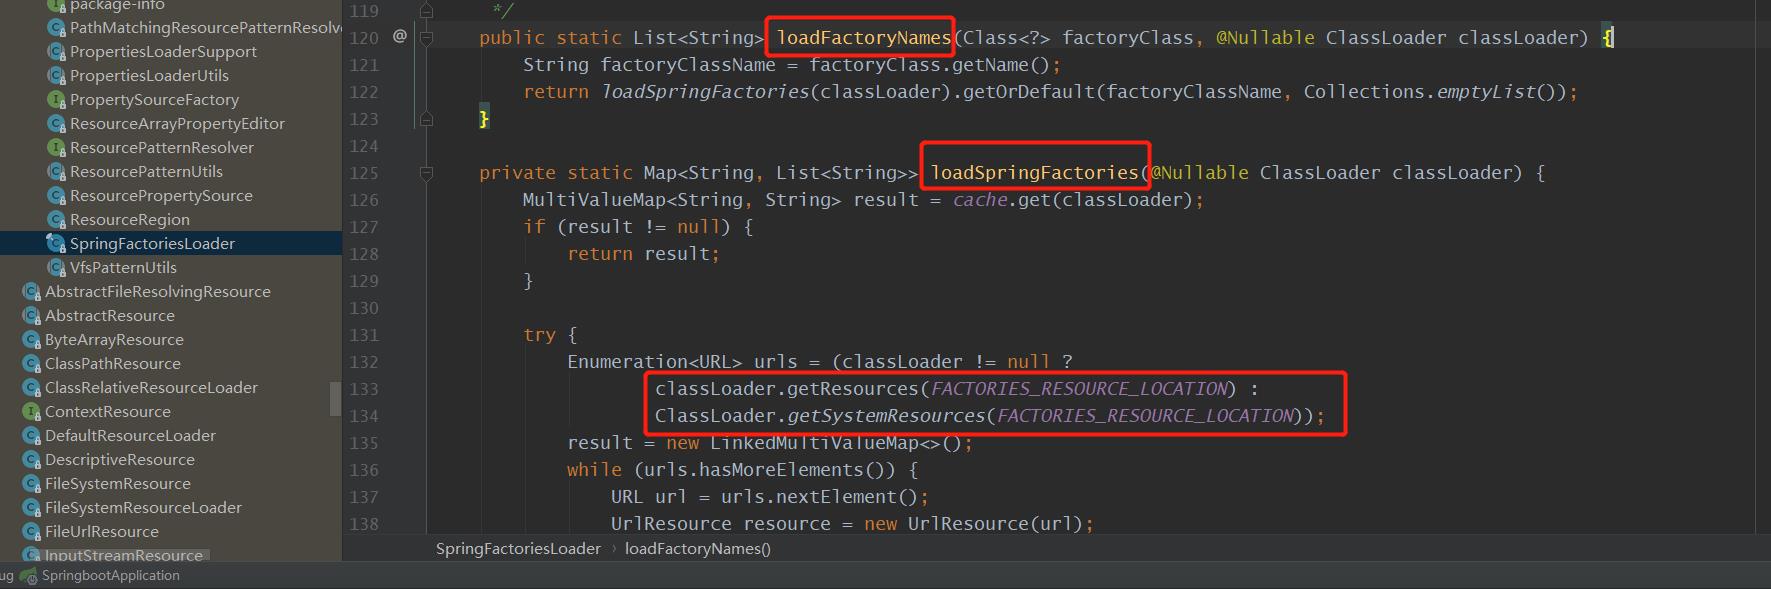 package-info
PathMatchingResourcePatternResolve
PropertiesLoaderSupport
PropertiesLoaderUtils
PropertySourceFactory
ResourceArrayPropertyEditor
ResourcePatternResolver
ResourcePatternUtils
ResourcePropertySource
ResourceRegion
SpringFactoriesLoader
VfsPatternUtils
AbstractFileResolvingResource
AbstractResource
ByteArrayResource
ClassPathResource
ClassRelativeResourceLoader
ContextResource
DefaultResourceLoader
DescriptiveResource
FileSystemResource
FileSystemResourceLoader
FileUrlResource
InputStreamResource
119 */
120 @ public static List<String> loadFactoryNames(Class<?> factoryClass, @Nullable ClassLoader classLoader) {
121 String factoryClassName = factoryClass.getName();
122 return loadSpringFactories(classLoader).getOrDefault(factoryClassName, Collections.emptyList());
123 }
124
125 private static Map<String, List<String>> loadSpringFactories(@Nullable ClassLoader classLoader) {
126 MultiValueMap<String, String> result = cache.get(classLoader);
127 if (result != null) {
128 return result;
129 }
130
131 try {
132 Enumeration<URL> urls = (classLoader != null ?
133 classLoader.getResources(FACTORIES_RESOURCE_LOCATION) :
134 ClassLoader.getSystemResources(FACTORIES_RESOURCE_LOCATION));
135 result = new LinkedMultiValueMap<>();
136 while (urls.hasMoreElements()) {
137 URL url = urls.nextElement();
138 UrlResource resource = new UrlResource(url);
SpringFactoriesLoader › loadFactoryNames()
ug SpringbootApplication